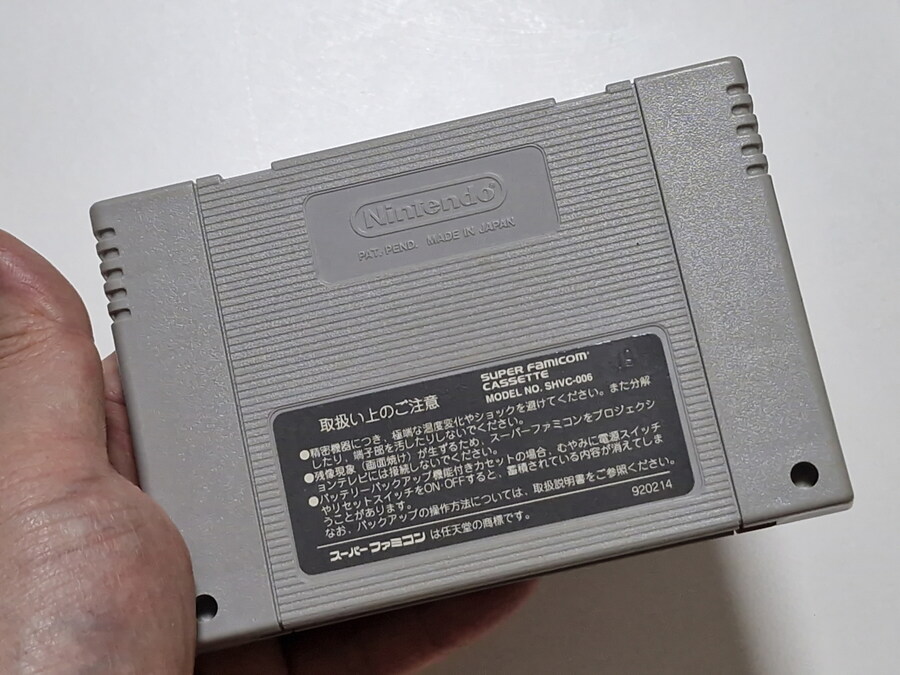 Nintendo
PAT. PEND. MADE IN JAPAN
取扱い上のご注意
SUPER FAMICOM
CASSETTE
MODEL NO. SHVC-006
19
●精密機器につき、極端な温度変化やショックを避けてください。また分解
したり、端子部を汚したりしないでください。
●残像現象（画面焼け）が生ずるため、スーパーファミコンをプロジェクシ
ョンテレビには接続しないでください。
●バッテリーバックアップ機能付きカセットの場合、むやみに電源スイッチ
やリセットスイッチをON・OFFすると、蓄積されている内容が消えてしま
うことがあります。
なお、バックアップの操作方法については、取扱説明書をご参照ください。
920214
スーパーファミコン は任天堂の商標です。